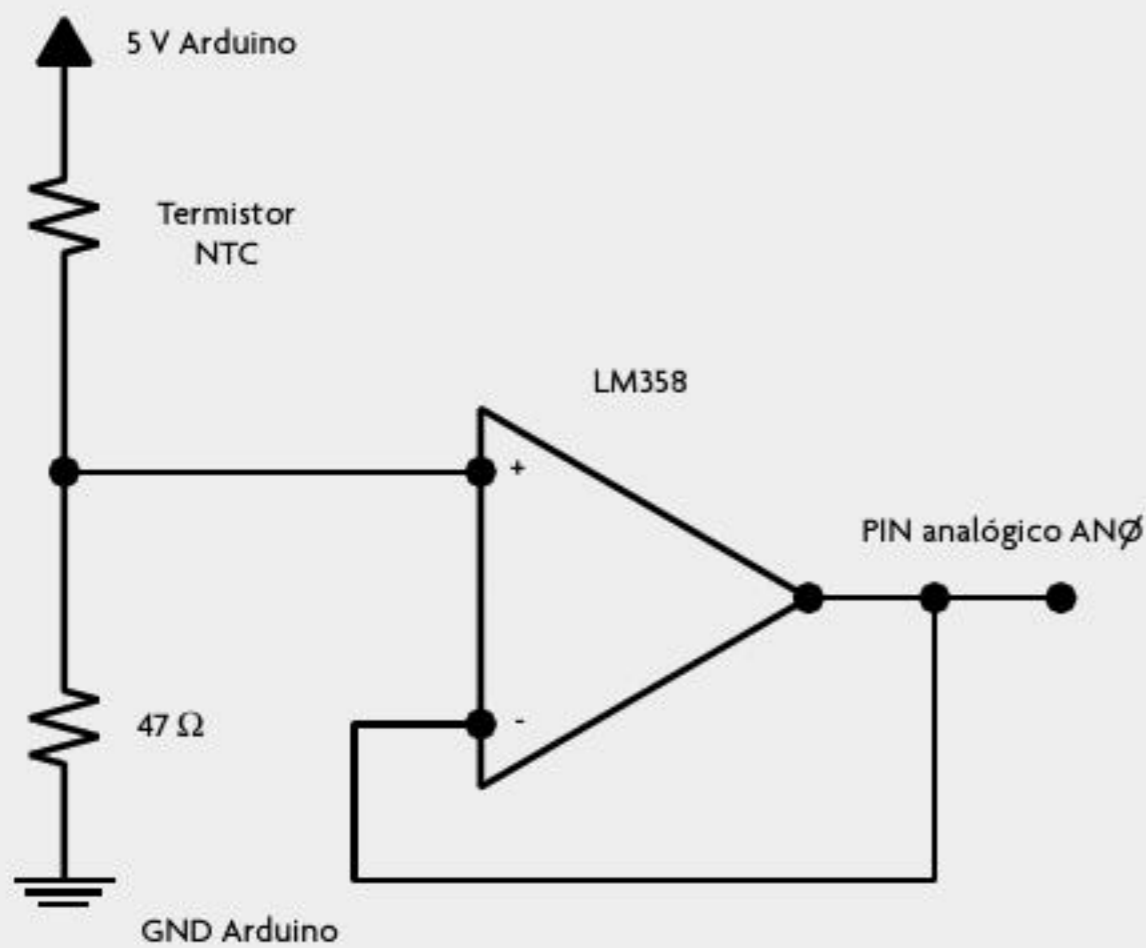 5 V Arduino
Termistor
NTC
LM358
+
PIN analógico ANØ
47 Ω
-
GND Arduino